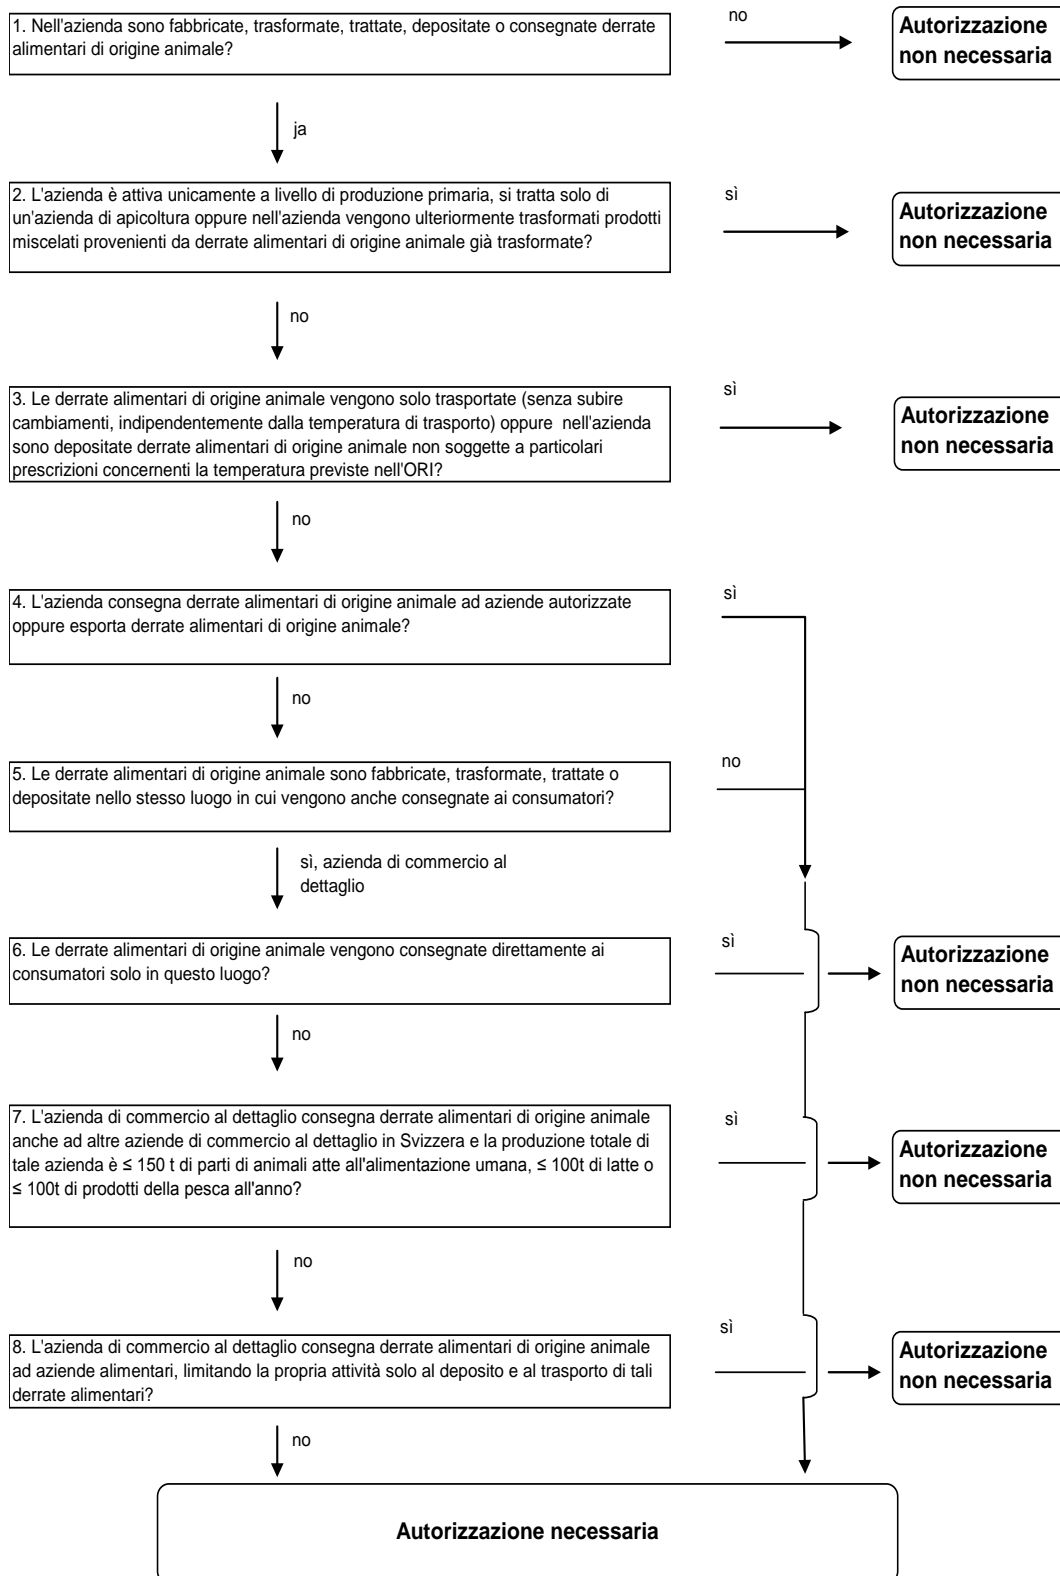 1. Nell'azienda sono fabbricate, trasformate, trattate, depositate o consegnate derrate
alimentari di origine animale?
no
Autorizzazione
non necessaria
ja
2. L'azienda è attiva unicamente a livello di produzione primaria, si tratta solo di
un'azienda di apicoltura oppure nell'azienda vengono ulteriormente trasformati prodotti
miscelati provenienti da derrate alimentari di origine animale già trasformate?
sì
Autorizzazione
non necessaria
no
3. Le derrate alimentari di origine animale vengono solo trasportate (senza subire
cambiamenti, indipendentemente dalla temperatura di trasporto) oppure nell'azienda
sono depositate derrate alimentari di origine animale non soggette a particolari
prescrizioni concernenti la temperatura previste nell'ORI?
sì
Autorizzazione
non necessaria
no
4. L'azienda consegna derrate alimentari di origine animale ad aziende autorizzate
oppure esporta derrate alimentari di origine animale?
sì
no
5. Le derrate alimentari di origine animale sono fabbricate, trasformate, trattate o
depositate nello stesso luogo in cui vengono anche consegnate ai consumatori?
no
sì, azienda di commercio al
dettaglio
6. Le derrate alimentari di origine animale vengono consegnate direttamente ai
consumatori solo in questo luogo?
sì
Autorizzazione
non necessaria
no
7. L'azienda di commercio al dettaglio consegna derrate alimentari di origine animale
anche ad altre aziende di commercio al dettaglio in Svizzera e la produzione totale di
tale azienda è ≤ 150 t di parti di animali atte all'alimentazione umana, ≤ 100t di latte o
≤ 100t di prodotti della pesca all'anno?
sì
Autorizzazione
non necessaria
no
8. L'azienda di commercio al dettaglio consegna derrate alimentari di origine animale
ad aziende alimentari, limitando la propria attività solo al deposito e al trasporto di tali
derrate alimentari?
sì
Autorizzazione
non necessaria
no
Autorizzazione necessaria